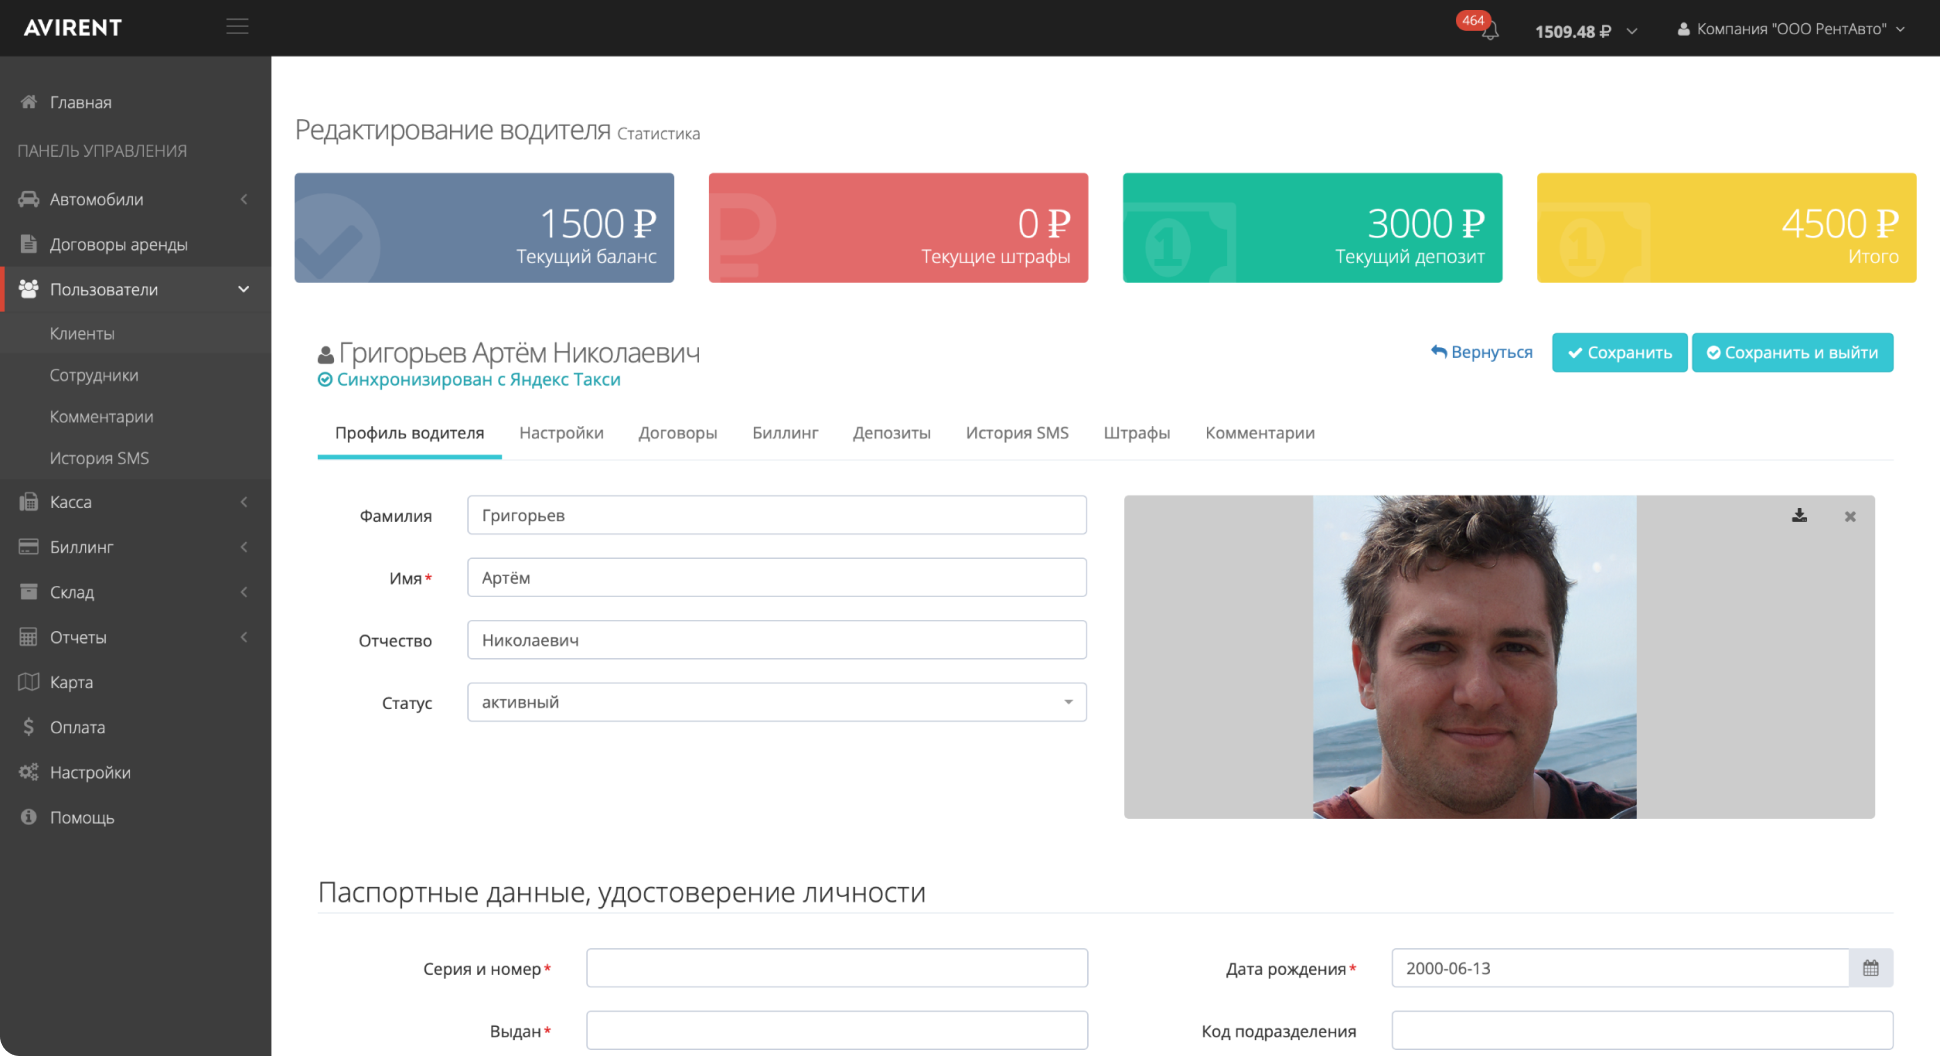 AVIRENT
464
1509.48 ₽
Компания "ООО РентАвто"
Главная
ПАНЕЛЬ УПРАВЛЕНИЯ
Автомобили
Договоры аренды
Пользователи
Клиенты
Сотрудники
Комментарии
История SMS
Касса
Биллинг
Склад
Отчеты
Карта
Оплата
Настройки
Помощь
Редактирование водителя Статистика
1500 ₽
Текущий баланс
0 ₽
Текущие штрафы
3000 ₽
Текущий депозит
4500 ₽
Итого
Григорьев Артём Николаевич
Синхронизирован с Яндекс Такси
Вернуться
Сохранить
Сохранить и выйти
Профиль водителя
Настройки
Договоры
Биллинг
Депозиты
История SMS
Штрафы
Комментарии
Фамилия
Григорьев
Имя*
Артём
Отчество
Николаевич
Статус
активный
Паспортные данные, удостоверение личности
Серия и номер*
Дата рождения*
2000-06-13
Выдан*
Код подразделения